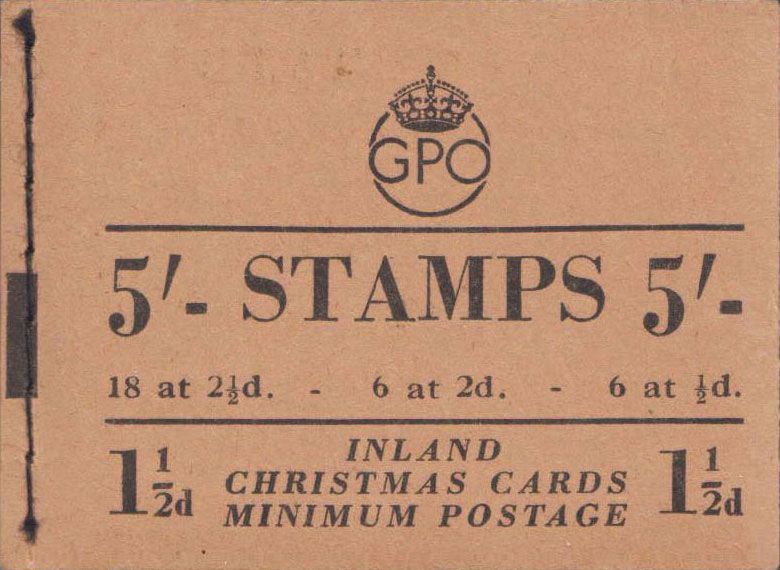 GPO
5/- STAMPS 5/-
18 at 2½d. - 6 at 2d. - 6 at ½d.
1½d INLAND 1½d
CHRISTMAS CARDS
MINIMUM POSTAGE